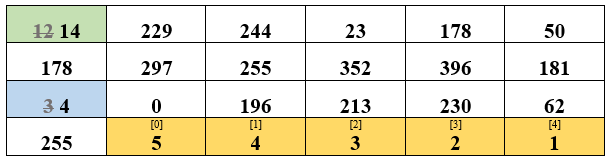 12 14 229 244 23 178 50
178 297 255 352 396 181
3 4 0 196 213 230 62
[0] [1] [2] [3] [4]
255 5 4 3 2 1